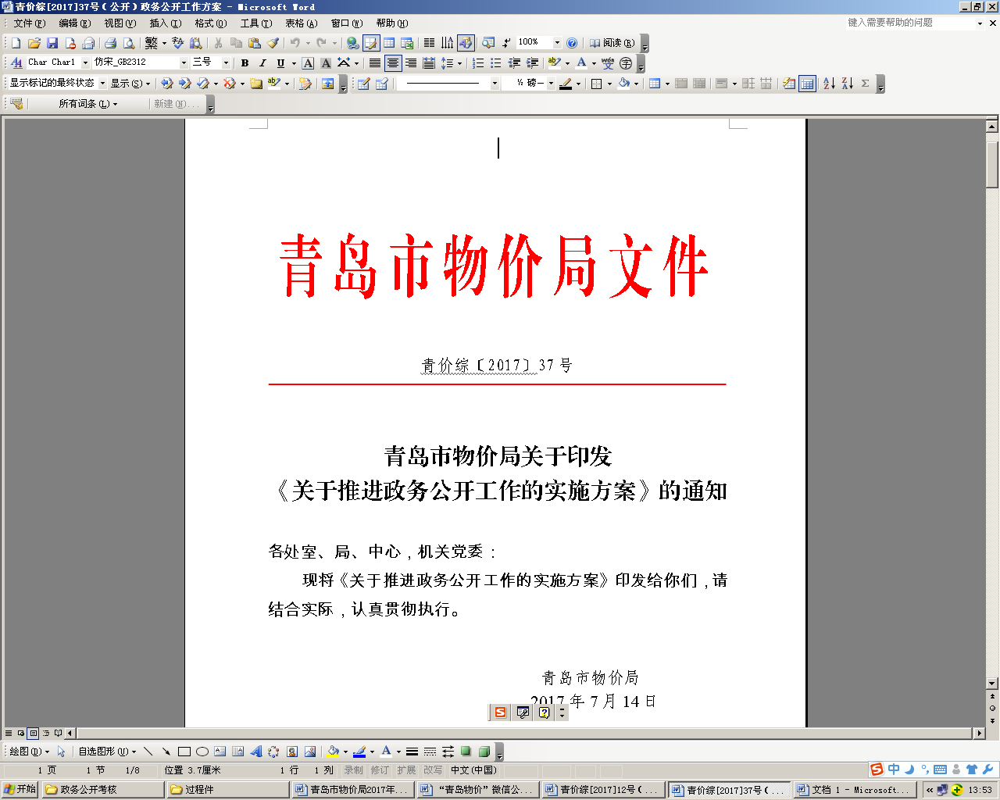 青价综[2017]37号（公开）政务公开工作方案 - Microsoft Word
文件(F) 编辑(E) 视图(V) 插入(I) 格式(O) 工具(T) 表格(A) 窗口(W) 帮助(H) 键入需要帮助的问题
100% 阅读(R)
Char Char1 仿宋_GB2312 三号 B I U A A
显示标记的最终状态 显示(S) ½ 磅
所有词条(L) 新建(N)...
青岛市物价局文件
青价综〔2017〕37 号
青岛市物价局关于印发
《关于推进政务公开工作的实施方案》的通知
各处室、局、中心，机关党委：
现将《关于推进政务公开工作的实施方案》印发给你们，请
结合实际，认真贯彻执行。
青岛市物价局
2017 年 7 月 14 日
绘图(D) 自选图形(U)
1 页 1 节 1/8 位置 3.7厘米 1 行 1 列 录制 修订 扩展 改写 中文(中国) 中
开始 政务公开考核 过程件 青岛市物价局2017年... “青岛物价”微信公... 青价综[2017]12号（... 青价综[2017]37号（... 文档 1 - Microsoft... 13:53